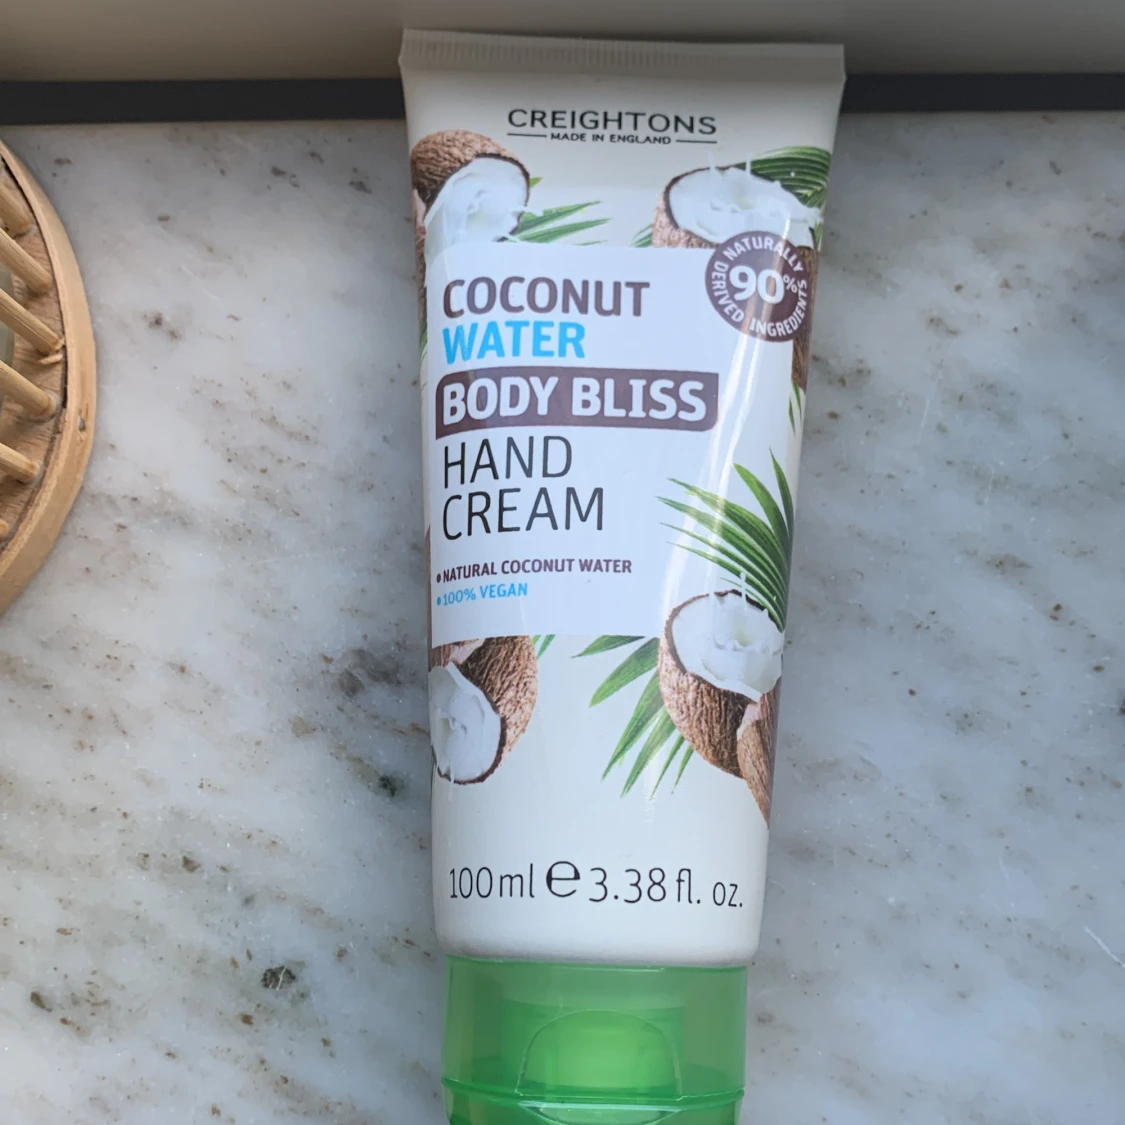 CREIGHTONS
MADE IN ENGLAND
NATURALLY
90%
DERIVED INGREDIENTS
COCONUT
WATER
BODY BLISS
HAND
CREAM
• NATURAL COCONUT WATER
• 100% VEGAN
100ml e 3.38 fl. oz.